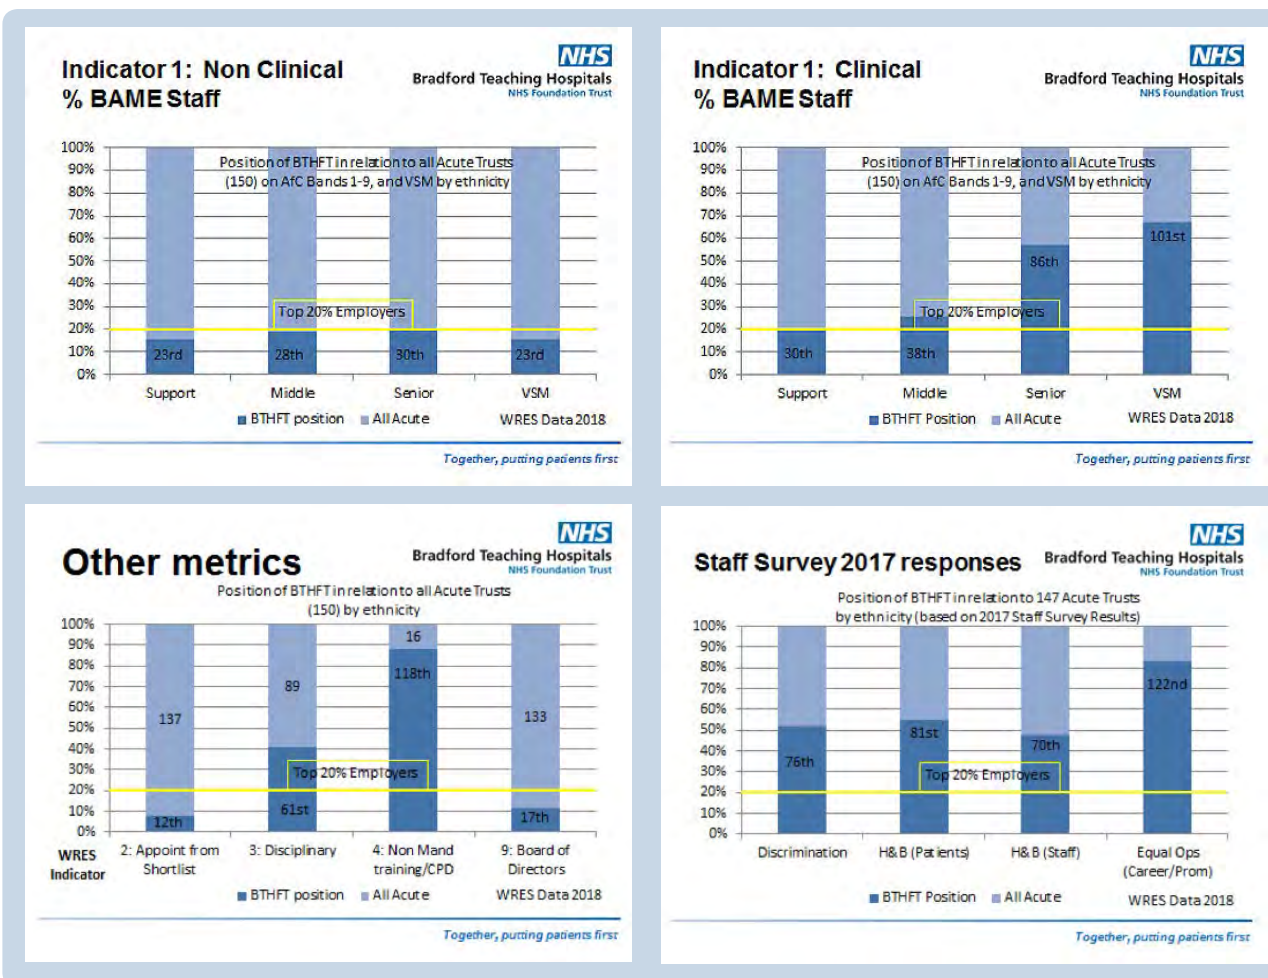 Indicator 1: Non Clinical
% BAME Staff
NHS
Bradford Teaching Hospitals
NHS Foundation Trust
Position of BTHFT in relation to all Acute Trusts
(150) on AfC Bands 1-9, and VSM by ethnicity
100%
90%
80%
70%
60%
50%
40%
30%
20%
10%
0%
Top 20% Employers
23rd
28th
30th
23rd
Support
Middle
Senior
VSM
BTHFT position
All Acute
WRES Data 2018
Together, putting patients first
Indicator 1: Clinical
% BAME Staff
NHS
Bradford Teaching Hospitals
NHS Foundation Trust
Position of BTHFT in relation to all Acute Trusts
(150) on AfC Bands 1-9, and VSM by ethnicity
100%
90%
80%
70%
60%
50%
40%
30%
20%
10%
0%
Top 20% Employers
30th
38th
86th
101st
Support
Middle
Senior
VSM
BTHFT Position
All Acute
WRES Data 2018
Together, putting patients first
Other metrics
NHS
Bradford Teaching Hospitals
NHS Foundation Trust
Position of BTHFT in relation to all Acute Trusts
(150) by ethnicity
100%
90%
80%
70%
60%
50%
40%
30%
20%
10%
0%
137
89
16
133
Top 20% Employers
12th
61st
118th
17th
WRES
Indicator
2: Appoint from
Shortlist
3: Disciplinary
4: Non Mand
training/CPD
9: Board of
Directors
BTHFT position
All Acute
WRES Data 2018
Together, putting patients first
Staff Survey 2017 responses
NHS
Bradford Teaching Hospitals
NHS Foundation Trust
Position of BTHFT in relation to 147 Acute Trusts
by ethnicity (based on 2017 Staff Survey Results)
100%
90%
80%
70%
60%
50%
40%
30%
20%
10%
0%
Top 20% Employers
76th
81st
70th
122nd
Discrimination
H&B (Patients)
H&B (Staff)
Equal Ops
(Career/Prom)
BTHFT Position
All Acute
WRES Data 2018
Together, putting patients first